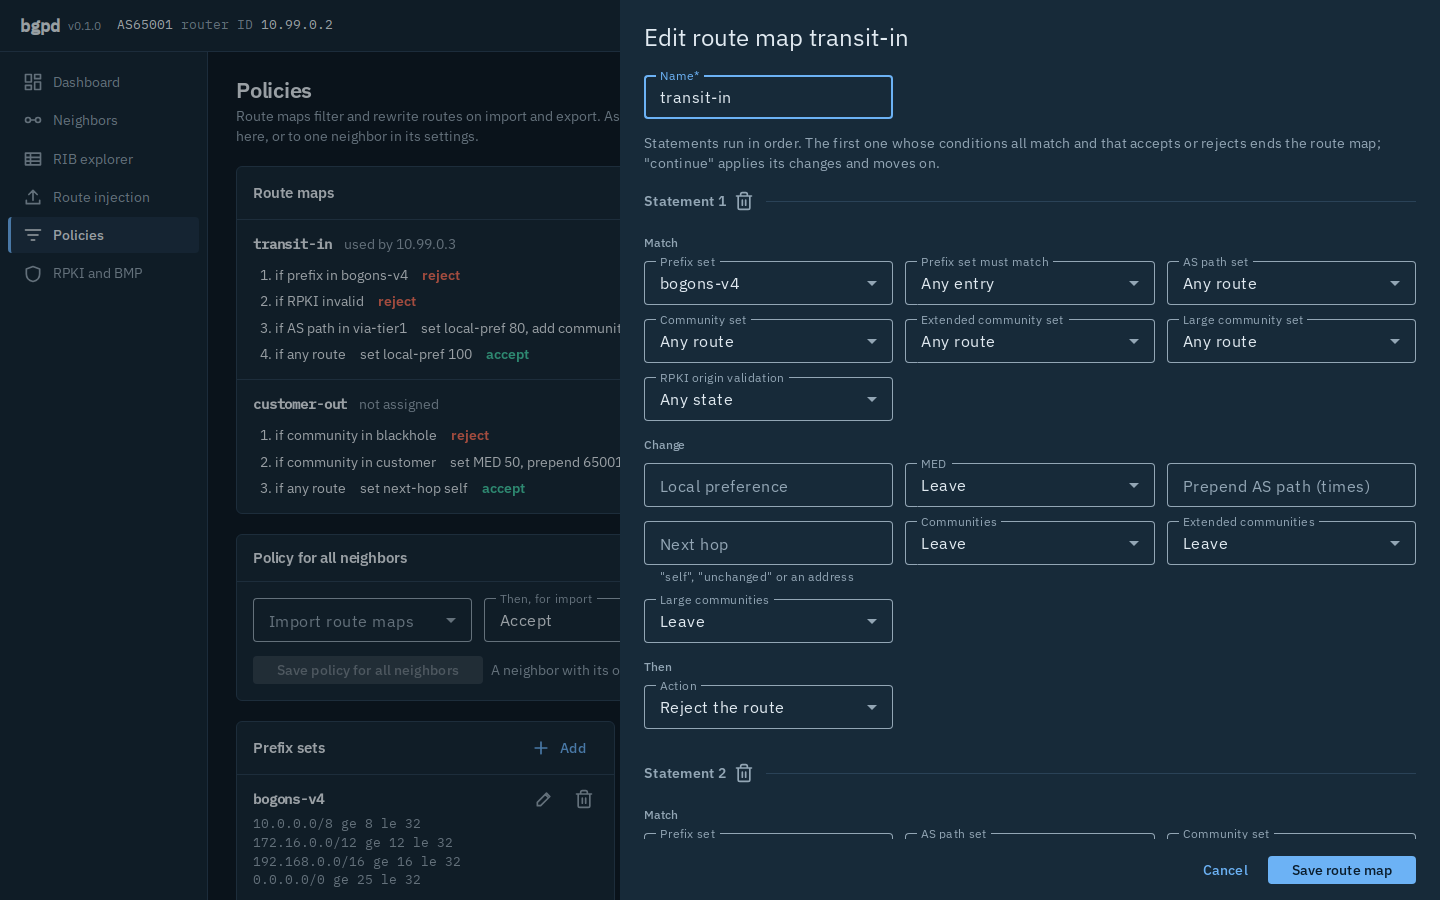 bgpd v0.1.0 AS65001 router ID 10.99.0.2
Dashboard
Neighbors
RIB explorer
Route injection
Policies
RPKI and BMP
Policies
Route maps filter and rewrite routes on import and export. As
here, or to one neighbor in its settings.
Route maps
transit-in used by 10.99.0.3
1. if prefix in bogons-v4 reject
2. if RPKI invalid reject
3. if AS path in via-tier1 set local-pref 80, add communit
4. if any route set local-pref 100 accept
customer-out not assigned
1. if community in blackhole reject
2. if community in customer set MED 50, prepend 65001
3. if any route set next-hop self accept
Policy for all neighbors
Import route maps
Then, for import
Accept
Save policy for all neighbors
A neighbor with its o
Prefix sets
Add
bogons-v4
10.0.0.0/8 ge 8 le 32
172.16.0.0/12 ge 12 le 32
192.168.0.0/16 ge 16 le 32
0.0.0.0/0 ge 25 le 32
Edit route map transit-in
Name*
transit-in
Statements run in order. The first one whose conditions all match and that accepts or rejects ends the route map;
"continue" applies its changes and moves on.
Statement 1
Match
Prefix set
bogons-v4
Prefix set must match
Any entry
AS path set
Any route
Community set
Any route
Extended community set
Any route
Large community set
Any route
RPKI origin validation
Any state
Change
Local preference
MED
Leave
Prepend AS path (times)
Next hop
"self", "unchanged" or an address
Communities
Leave
Extended communities
Leave
Large communities
Leave
Then
Action
Reject the route
Statement 2
Match
Prefix set
AS path set
Community set
Cancel
Save route map